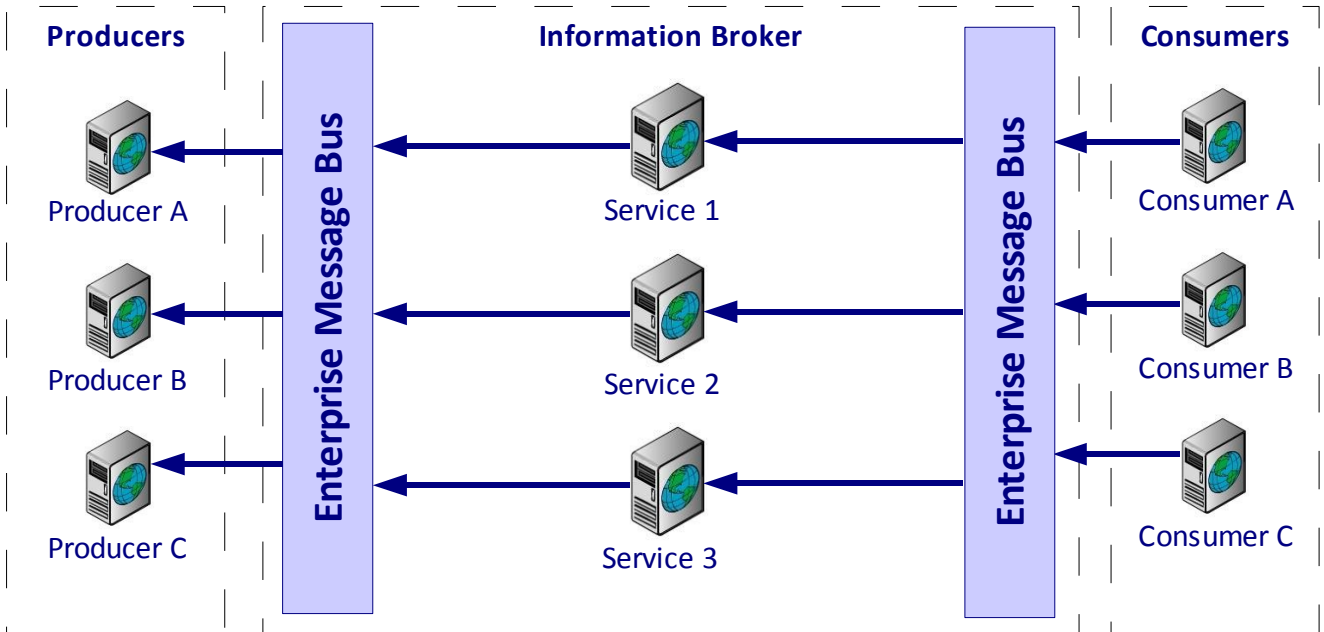 Producers
Information Broker
Consumers
Enterprise Message Bus
Enterprise Message Bus
Producer A
Service 1
Consumer A
Producer B
Service 2
Consumer B
Producer C
Service 3
Consumer C